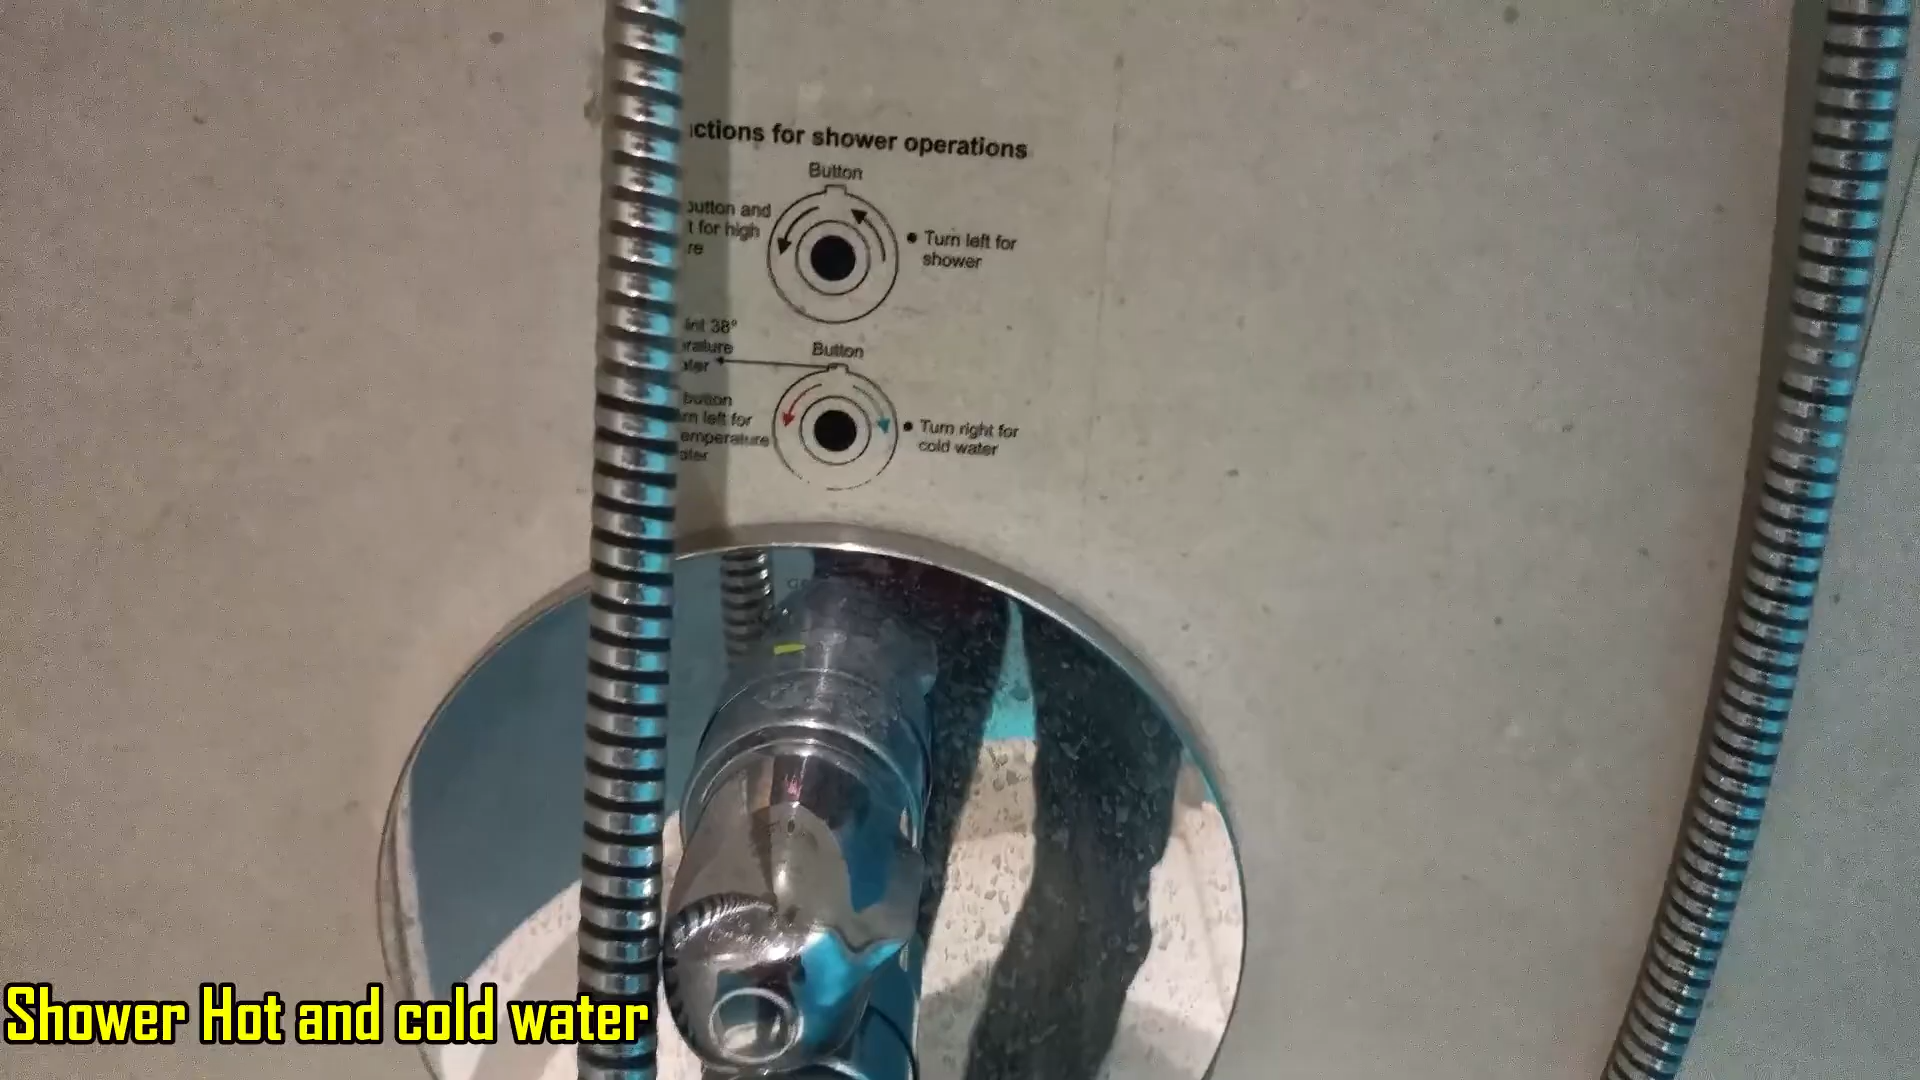 ctions for shower operations
Button
button and
t for high
re
• Turn left for
shower
int 38°
erature
ater
Button
button
rn left for
emperature
ater
• Turn right for
cold water
Shower Hot and cold water